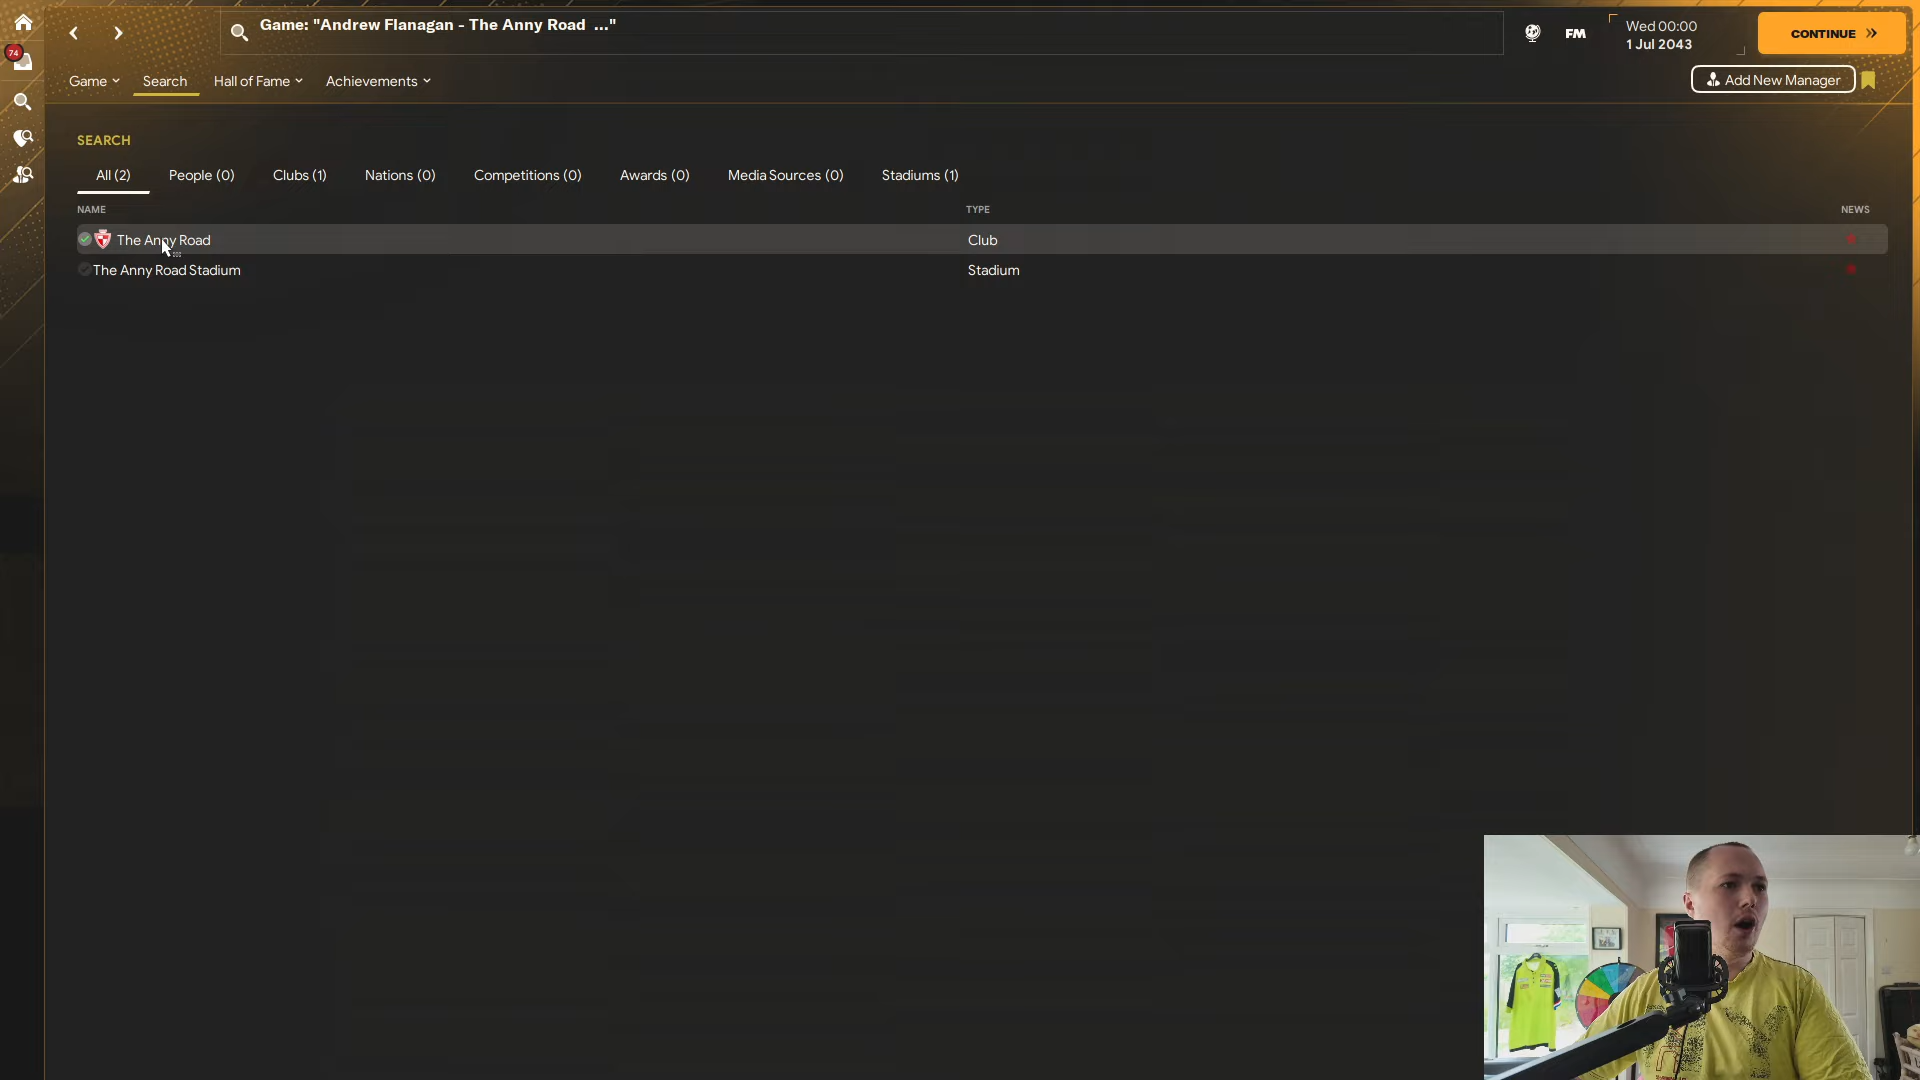 Game: "Andrew Flanagan - The Anny Road ..."
FM
Wed 00:00
1 Jul 2043
CONTINUE
74
Game
Search
Hall of Fame
Achievements
Add New Manager
SEARCH
All (2)
People (0)
Clubs (1)
Nations (0)
Competitions (0)
Awards (0)
Media Sources (0)
Stadiums (1)
NAME
TYPE
NEWS
The Anny Road
Club
The Anny Road Stadium
Stadium